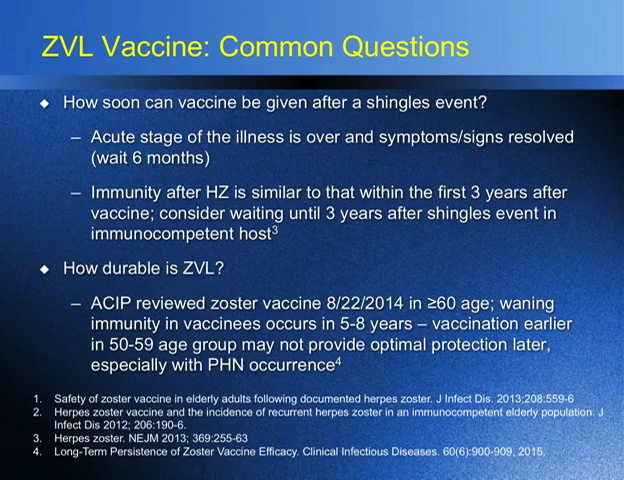 ZVL Vaccine: Common Questions
◆ How soon can vaccine be given after a shingles event?
– Acute stage of the illness is over and symptoms/signs resolved
(wait 6 months)
– Immunity after HZ is similar to that within the first 3 years after
vaccine; consider waiting until 3 years after shingles event in
immunocompetent host³
◆ How durable is ZVL?
– ACIP reviewed zoster vaccine 8/22/2014 in ≥60 age; waning
immunity in vaccinees occurs in 5-8 years – vaccination earlier
in 50-59 age group may not provide optimal protection later,
especially with PHN occurrence⁴
1. Safety of zoster vaccine in elderly adults following documented herpes zoster. J Infect Dis. 2013;208:559-6
2. Herpes zoster vaccine and the incidence of recurrent herpes zoster in an immunocompetent elderly population. J
Infect Dis 2012; 206:190-6.
3. Herpes zoster. NEJM 2013; 369:255-63
4. Long-Term Persistence of Zoster Vaccine Efficacy. Clinical Infectious Diseases. 60(6):900-909, 2015.